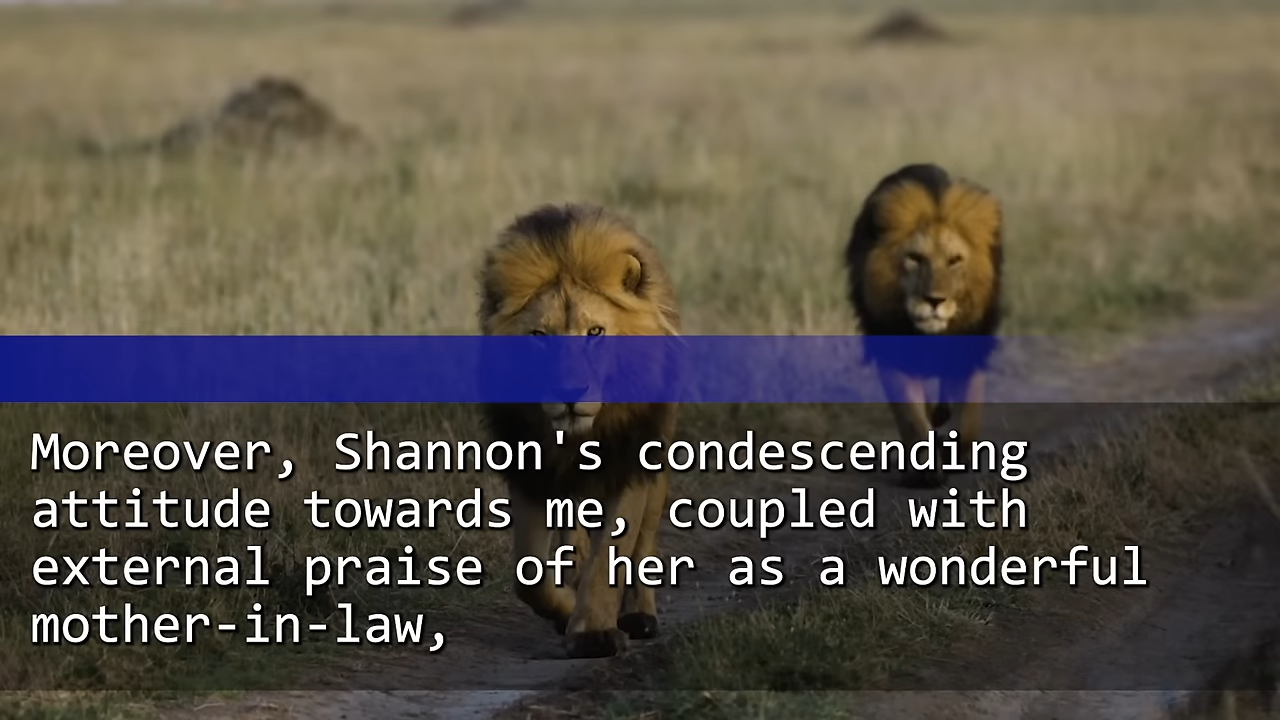 Moreover, Shannon's condescending
attitude towards me, coupled with
external praise of her as a wonderful
mother-in-law,